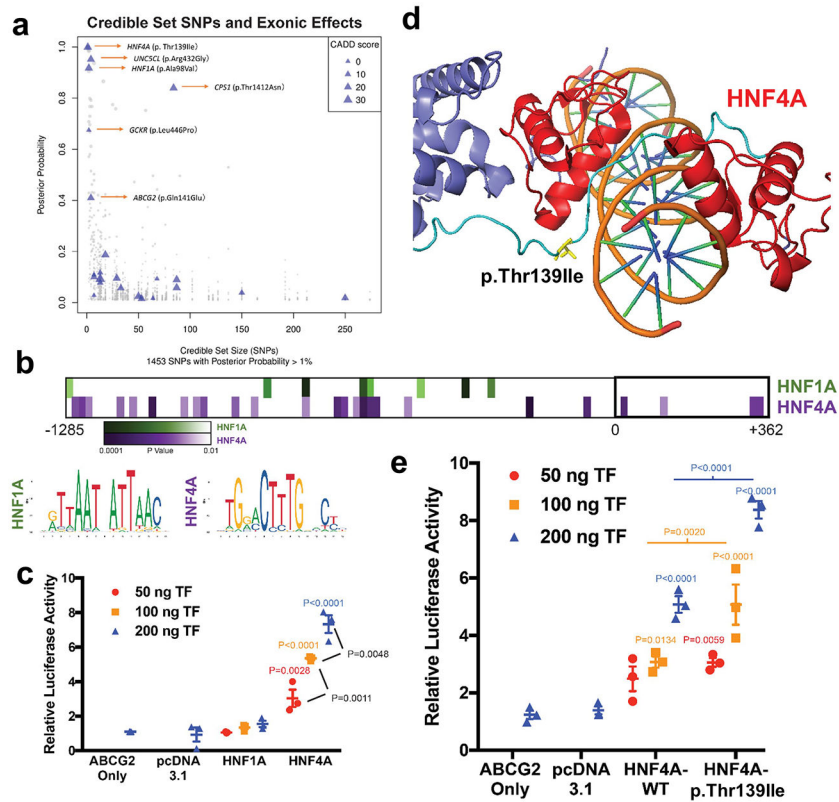 a
Credible Set SNPs and Exonic Effects
HNF4A (p. Thr139Ile)
UNC5CL (p.Arg432Gly)
HNF1A (p.Ala98Val)
CPS1 (p.Thr1412Asn)
GCKR (p.Leu446Pro)
ABCG2 (p.Gln141Glu)
CADD score
0
10
20
30
Posterior Probability
1.0
0.8
0.6
0.4
0.2
0.0
0 50 100 150 200 250
Credible Set Size (SNPs)
1453 SNPs with Posterior Probability > 1%
d
HNF4A
p.Thr139Ile
b
HNF1A
HNF4A
-1285
0
+362
HNF1A
HNF4A
0.0001 P Value 0.01
HNF1A
HNF4A
c
Relative Luciferase Activity
10
8
6
4
2
0
50 ng TF
100 ng TF
200 ng TF
P<0.0001
P<0.0001
P=0.0028
P=0.0048
P=0.0011
ABCG2 Only
pcDNA 3.1
HNF1A
HNF4A
e
Relative Luciferase Activity
10
8
6
4
2
0
50 ng TF
100 ng TF
200 ng TF
P<0.0001
P<0.0001
P=0.0020
P<0.0001
P<0.0001
P=0.0134
P=0.0059
ABCG2 Only
pcDNA 3.1
HNF4A-WT
HNF4A-p.Thr139Ile